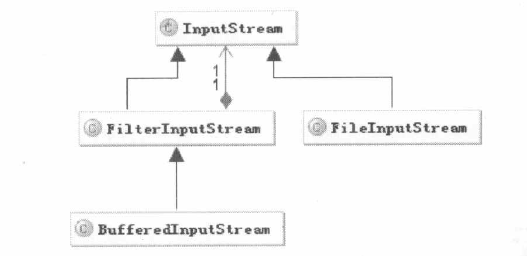 C InputStream
1
1
C FilterInputStream
C FileInputStream
C BufferedInputStream